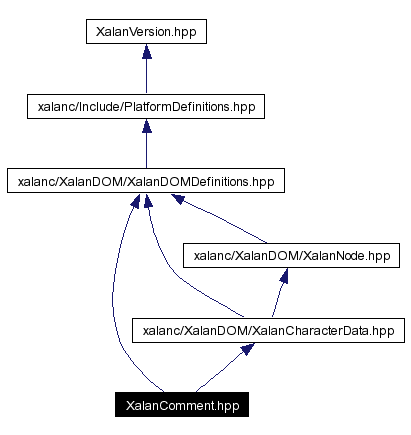 XalanVersion.hpp
xalanc/Include/PlatformDefinitions.hpp
xalanc/XalanDOM/XalanDOMDefinitions.hpp
xalanc/XalanDOM/XalanNode.hpp
xalanc/XalanDOM/XalanCharacterData.hpp
XalanComment.hpp